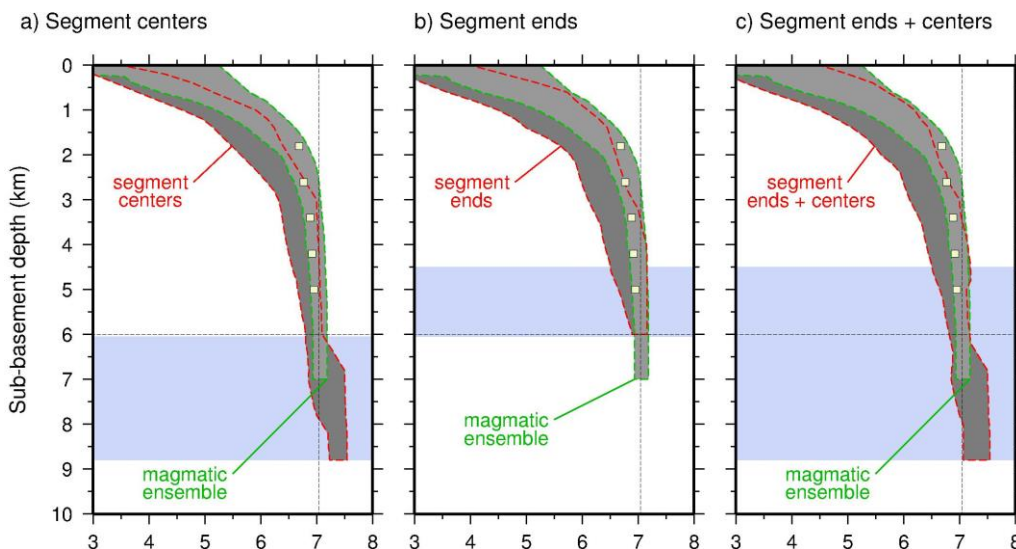 a) Segment centers
b) Segment ends
c) Segment ends + centers
Sub-basement depth (km)
0
1
2
3
4
5
6
7
8
9
10
segment
centers
magmatic
ensemble
3 4 5 6 7 8
segment
ends
magmatic
ensemble
3 4 5 6 7 8
segment
ends + centers
magmatic
ensemble
3 4 5 6 7 8